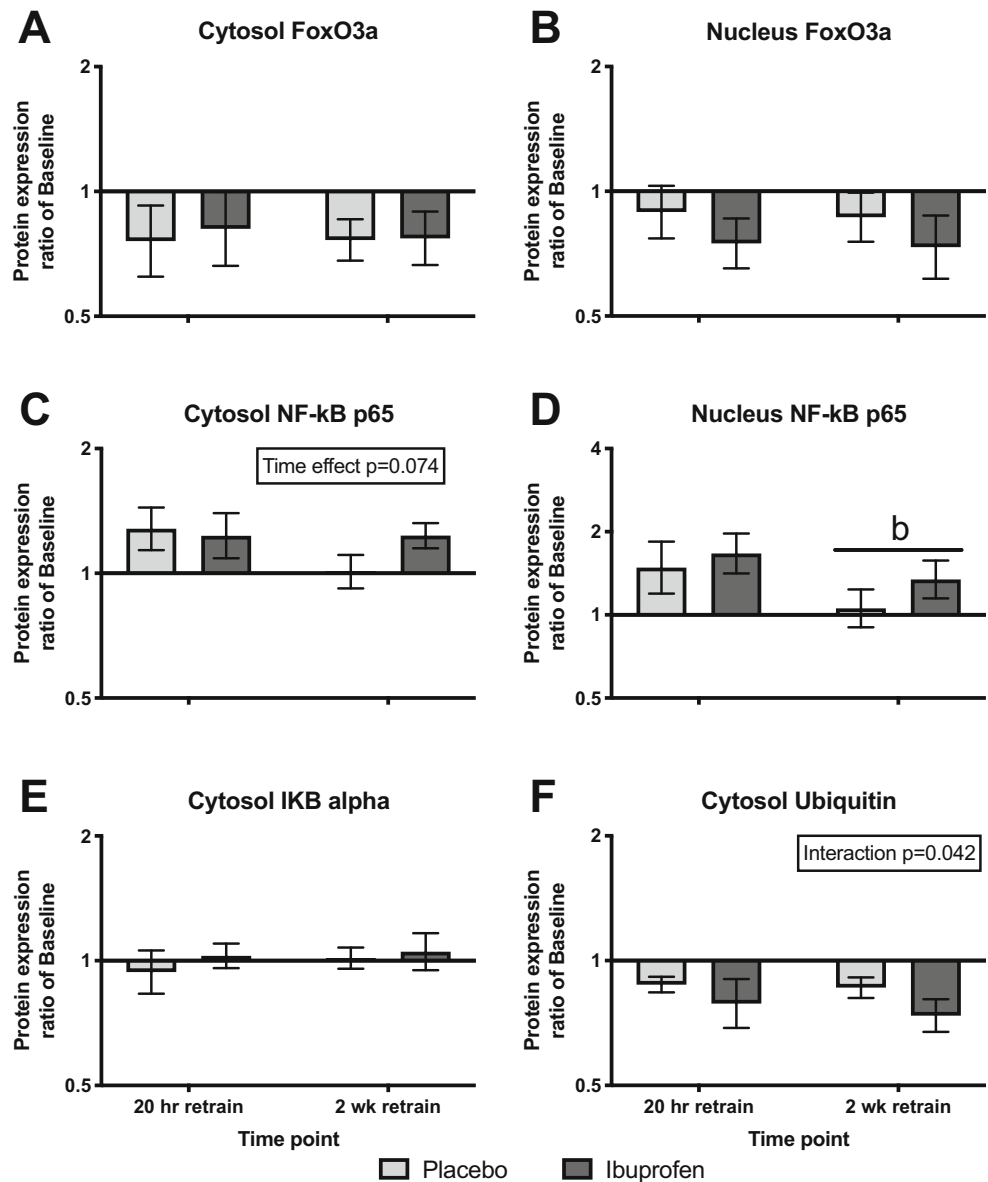 A
Cytosol FoxO3a
Protein expression
ratio of Baseline
2
1
0.5
B
Nucleus FoxO3a
Protein expression
ratio of Baseline
2
1
0.5
C
Cytosol NF-kB p65
Time effect p=0.074
Protein expression
ratio of Baseline
2
1
0.5
D
Nucleus NF-kB p65
b
Protein expression
ratio of Baseline
4
2
1
0.5
E
Cytosol IKB alpha
Protein expression
ratio of Baseline
2
1
0.5
20 hr retrain 2 wk retrain
Time point
F
Cytosol Ubiquitin
Interaction p=0.042
Protein expression
ratio of Baseline
2
1
0.5
20 hr retrain 2 wk retrain
Time point
Placebo Ibuprofen